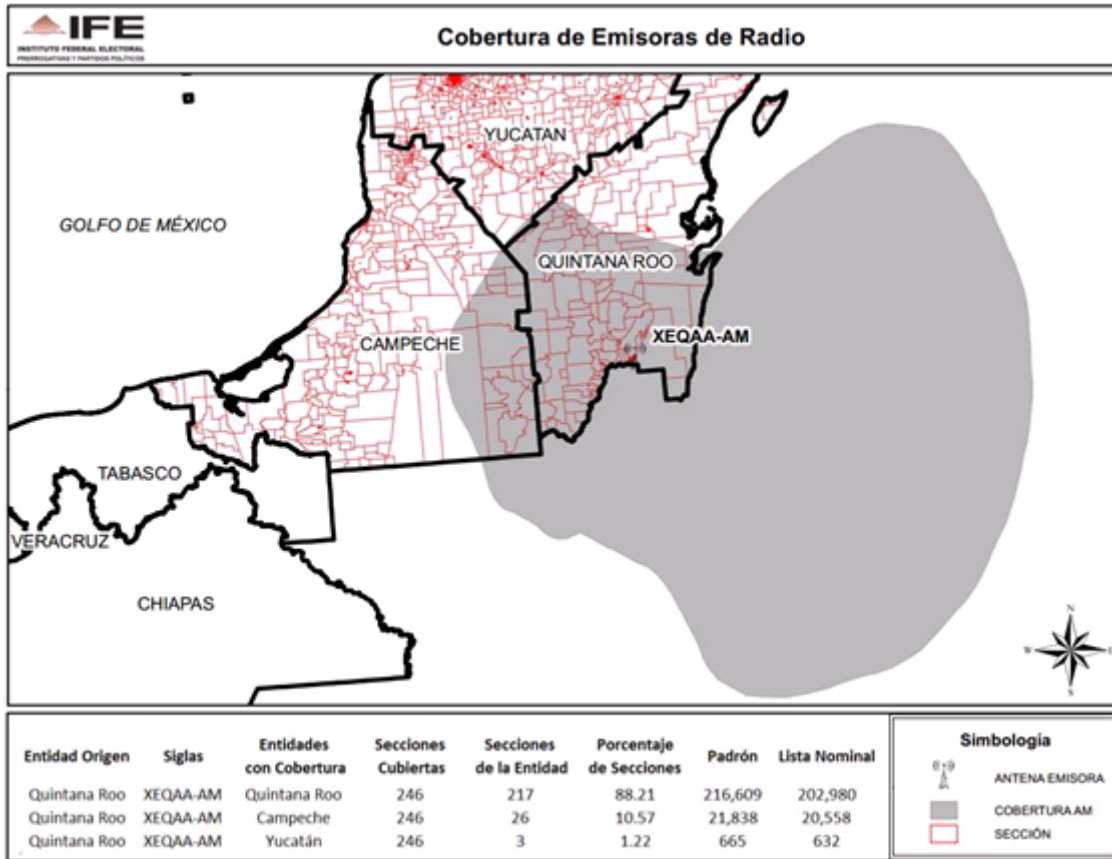 IFE
INSTITUTO FEDERAL ELECTORAL
PRERROGATIVAS Y PARTIDOS POLÍTICOS
Cobertura de Emisoras de Radio
YUCATAN
GOLFO DE MÉXICO
QUINTANA ROO
XEQAA-AM
CAMPECHE
TABASCO
VERACRUZ
CHIAPAS
N
W E
S
Entidad Origen Siglas Entidades con Cobertura Secciones Cubiertas Secciones de la Entidad Porcentaje de Secciones Padrón Lista Nominal
Quintana Roo XEQAA-AM Quintana Roo 246 217 88.21 216,609 202,980
Quintana Roo XEQAA-AM Campeche 246 26 10.57 21,838 20,558
Quintana Roo XEQAA-AM Yucatán 246 3 1.22 665 632
Simbología
ANTENA EMISORA
COBERTURA AM
SECCIÓN